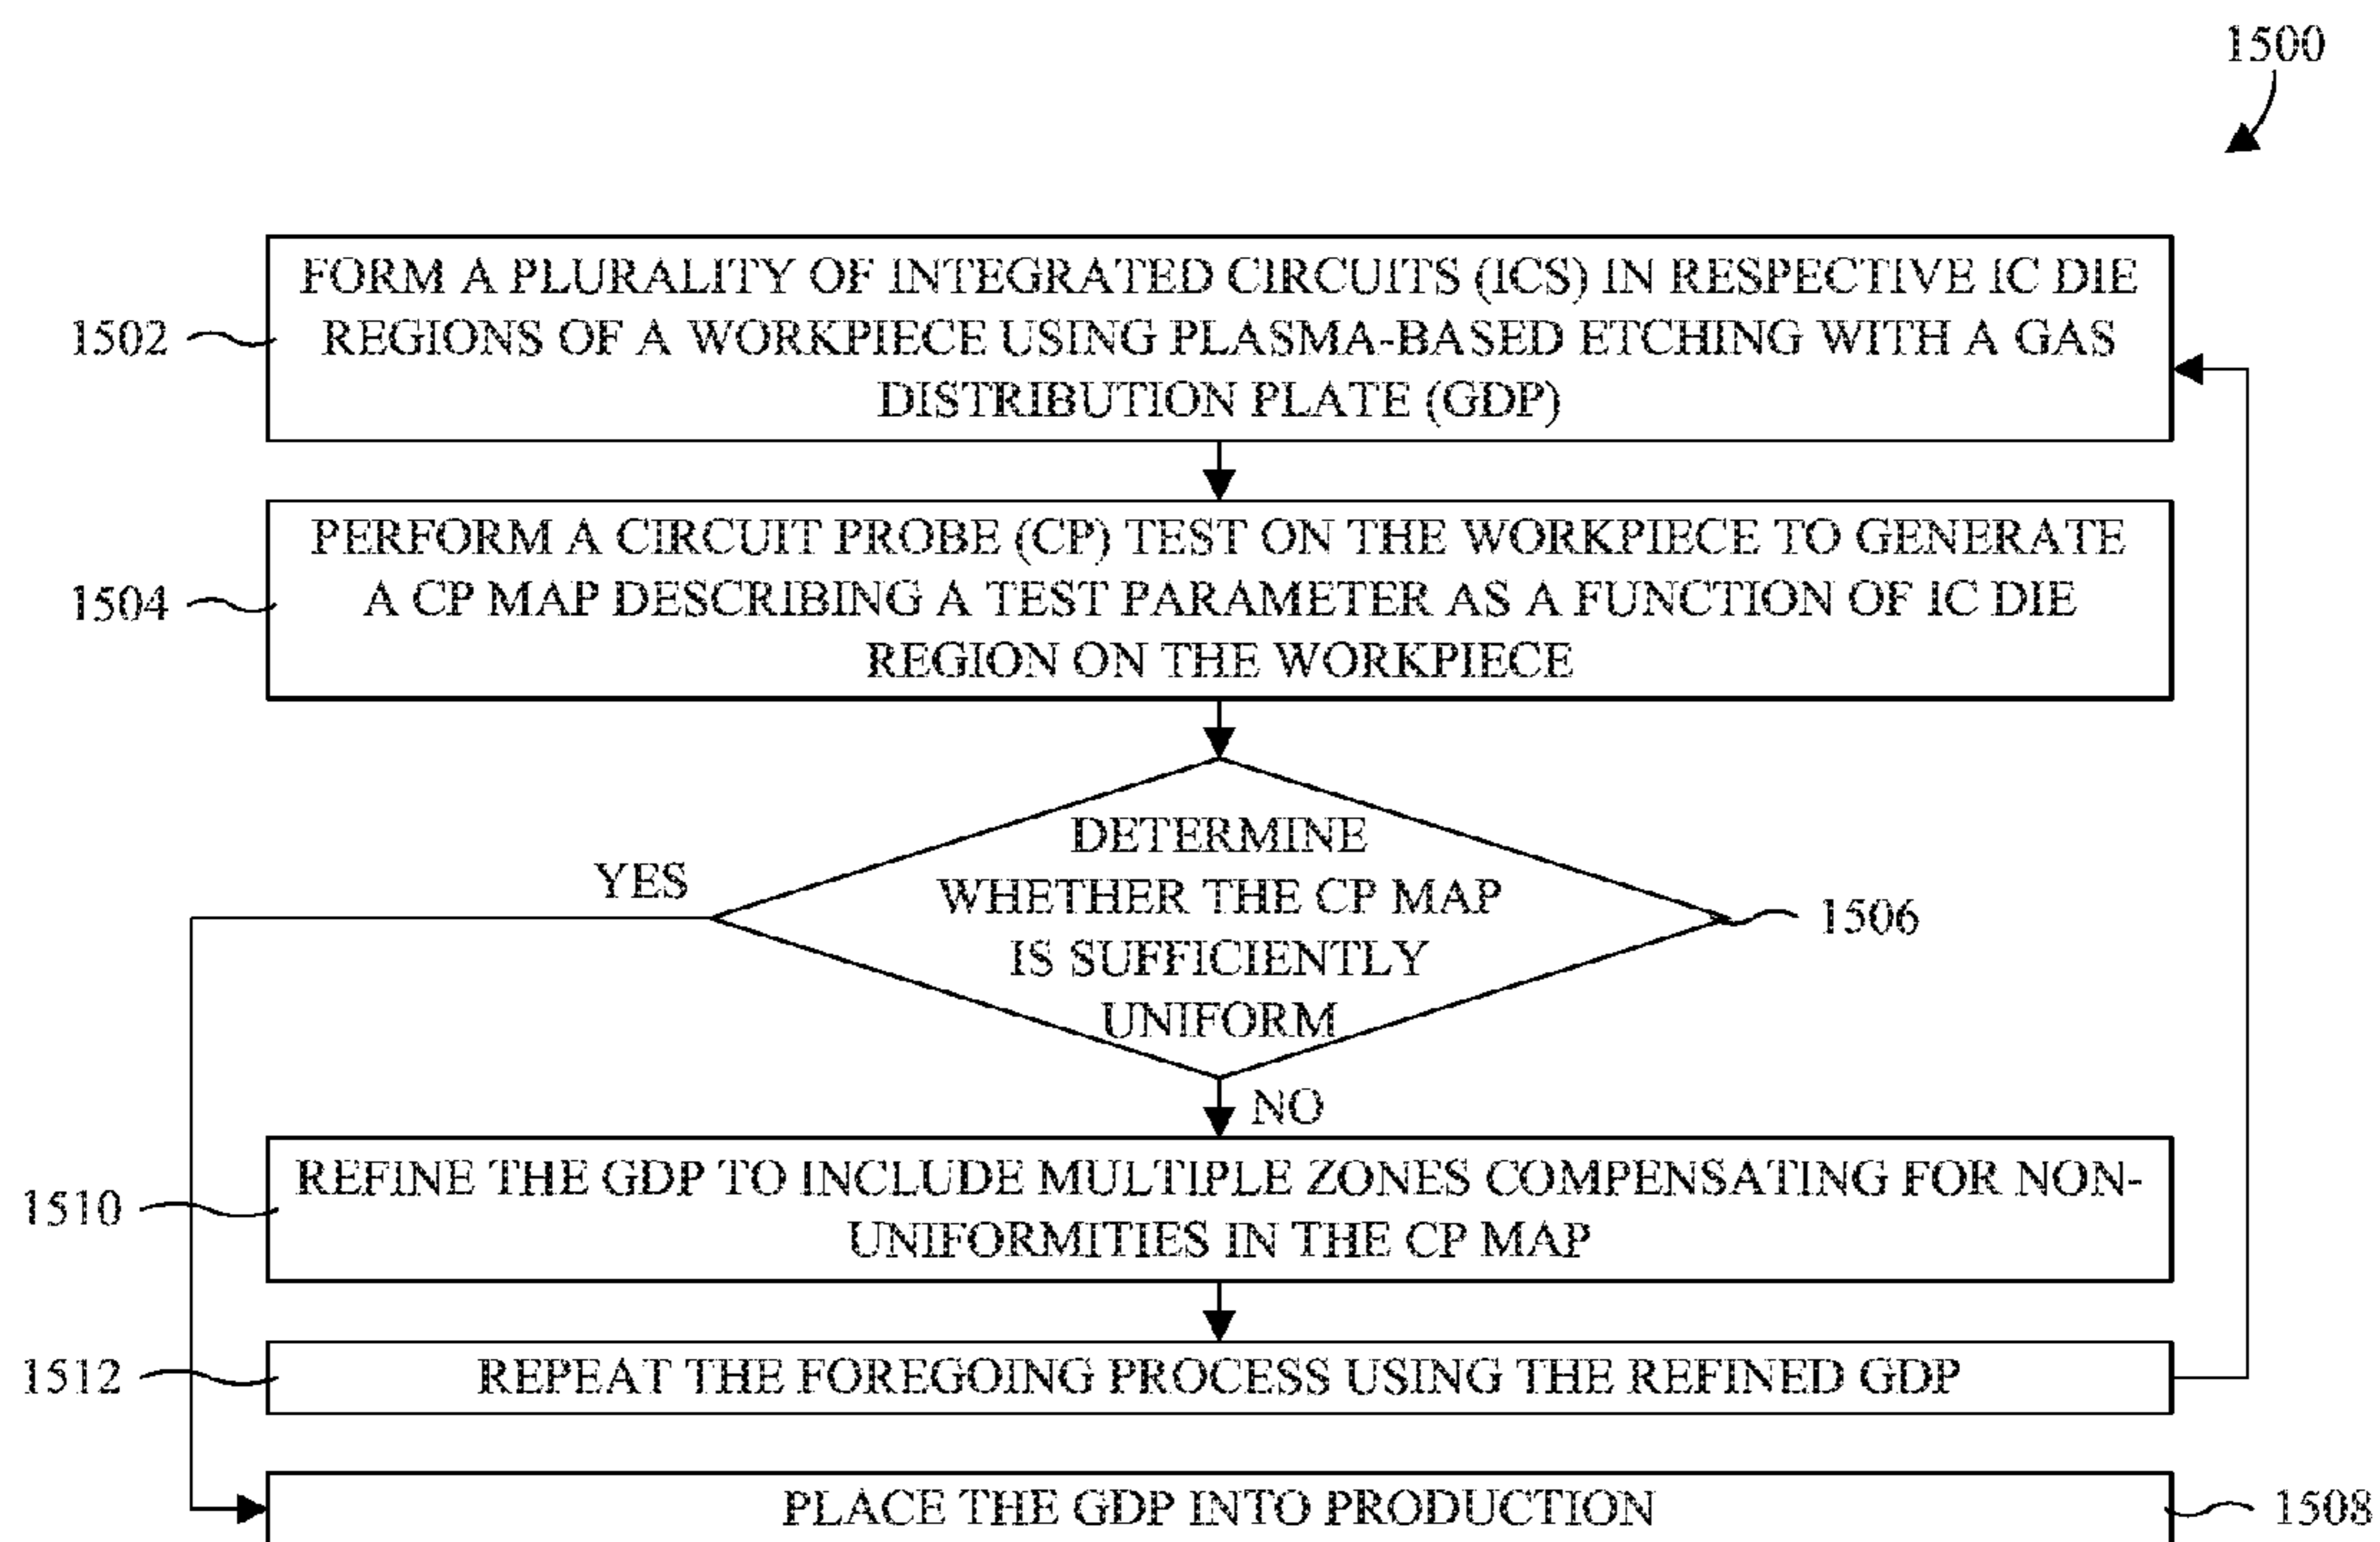 1500
FORM A PLURALITY OF INTEGRATED CIRCUITS (ICS) IN RESPECTIVE IC DIE
REGIONS OF A WORKPIECE USING PLASMA-BASED ETCHING WITH A GAS
DISTRIBUTION PLATE (GDP)
1502
PERFORM A CIRCUIT PROBE (CP) TEST ON THE WORKPIECE TO GENERATE
A CP MAP DESCRIBING A TEST PARAMETER AS A FUNCTION OF IC DIE
REGION ON THE WORKPIECE
1504
DETERMINE
WHETHER THE CP MAP
IS SUFFICIENTLY
UNIFORM
YES
1506
NO
REFINE THE GDP TO INCLUDE MULTIPLE ZONES COMPENSATING FOR NON-
UNIFORMITIES IN THE CP MAP
1510
1512
REPEAT THE FOREGOING PROCESS USING THE REFINED GDP
PLACE THE GDP INTO PRODUCTION
1508